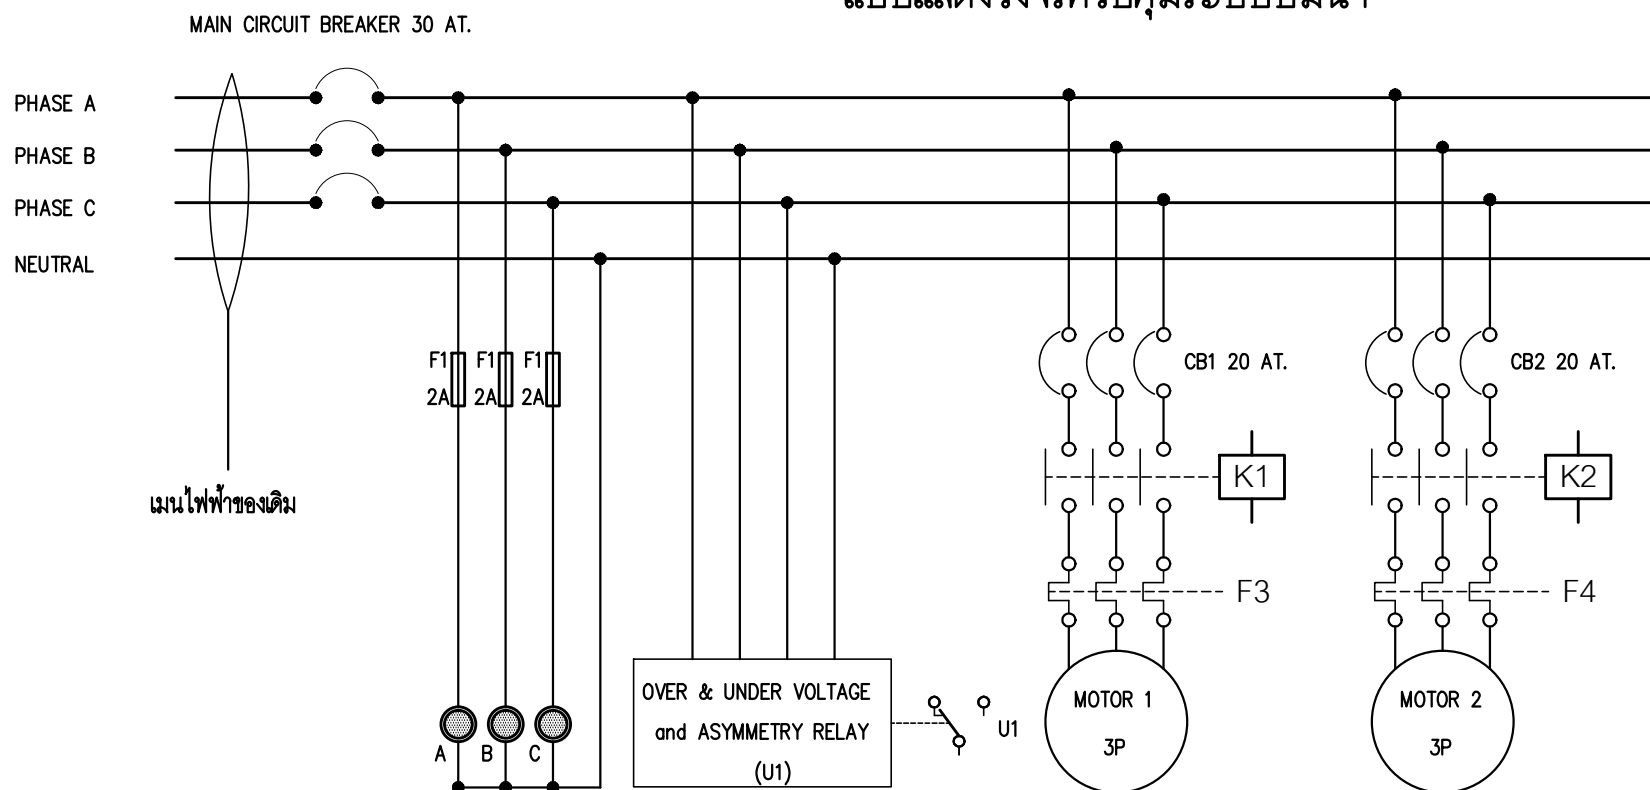 MAIN CIRCUIT BREAKER 30 AT.
PHASE A
PHASE B
PHASE C
NEUTRAL
F1 F1 F1
2A 2A 2A
CB1 20 AT.
CB2 20 AT.
K1
K2
เมนไฟฟ้าของเดิม
F3
F4
OVER & UNDER VOLTAGE
and ASYMMETRY RELAY
(U1)
U1
MOTOR 1
3P
MOTOR 2
3P
A B C